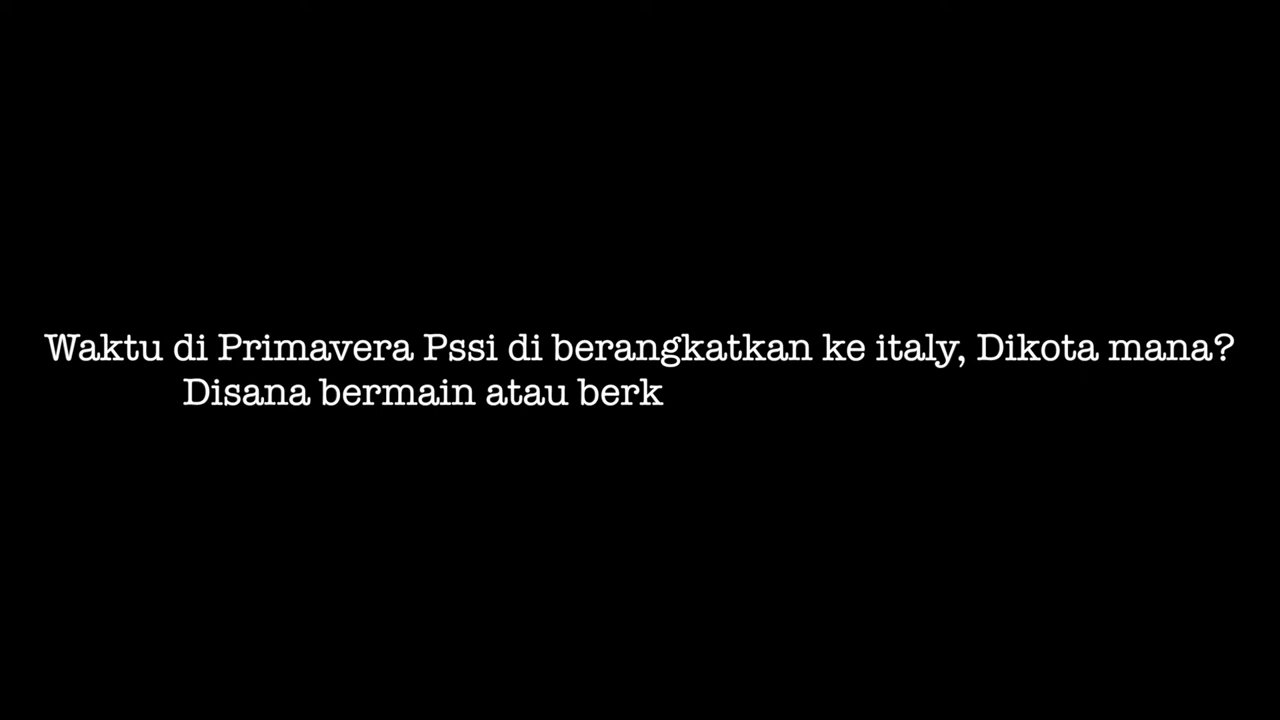 Waktu di Primavera Pssi di berangkatkan ke italy, Dikota mana?
Disana bermain atau berk